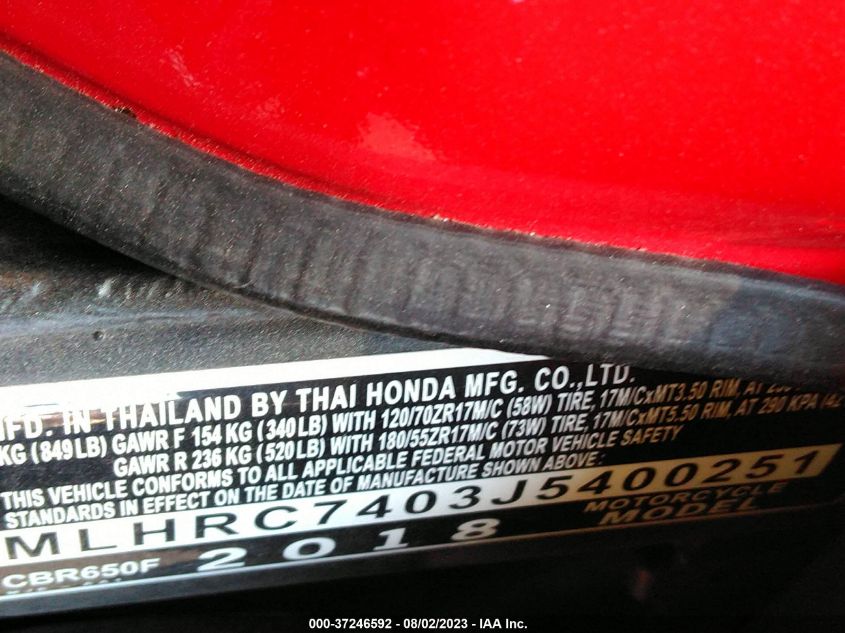 MFD. IN THAILAND BY THAI HONDA MFG. CO.,LTD.
KG (849LB) GAWR F 154 KG (340LB) WITH 120/70ZR17M/C (58W) TIRE, 17M/CxMT3.50 RIM, AT
GAWR R 236 KG (520LB) WITH 180/55ZR17M/C (73W) TIRE, 17M/CxMT5.50 RIM, AT 290 KPA
THIS VEHICLE CONFORMS TO ALL APPLICABLE FEDERAL MOTOR VEHICLE SAFETY
STANDARDS IN EFFECT ON THE DATE OF MANUFACTURE SHOWN ABOVE:
MLHRC7403J5400251
CBR650F 2018 MOTORCYCLE
MODEL
000-37246592 - 08/02/2023 - IAA Inc.